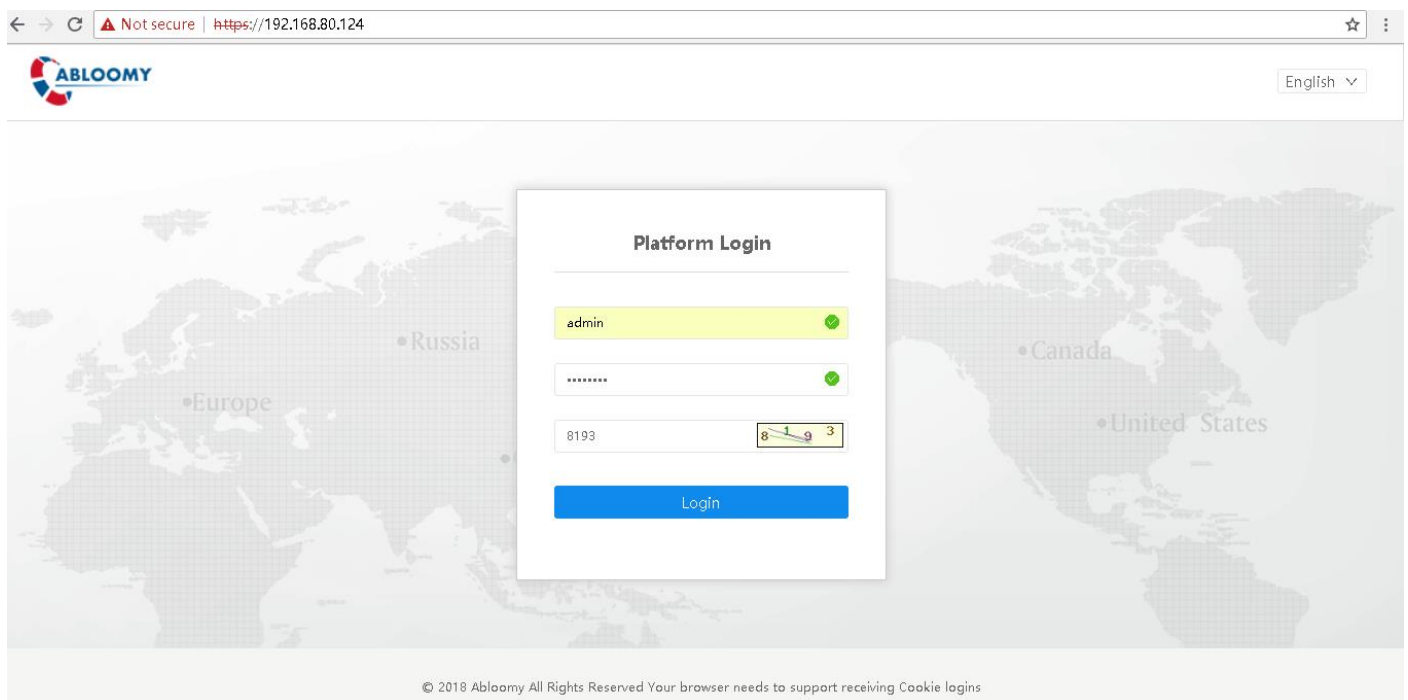 Not secure | https://192.168.80.124
ABLOOMY
English
Platform Login
admin
••••••••
8193
8 1 9 3
Login
Russia
Europe
Canada
United States
© 2018 Abloomy All Rights Reserved Your browser needs to support receiving Cookie logins